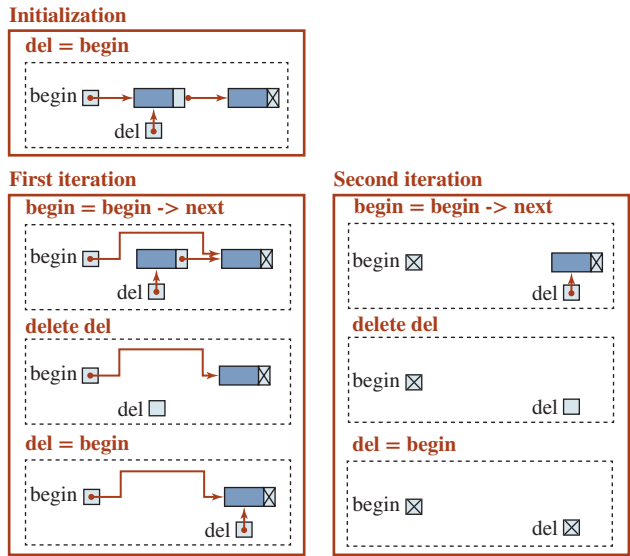 Initialization
del = begin
begin
del
First iteration
begin = begin -> next
begin
del
delete del
begin
del
del = begin
begin
del
Second iteration
begin = begin -> next
begin
del
delete del
begin
del
del = begin
begin
del